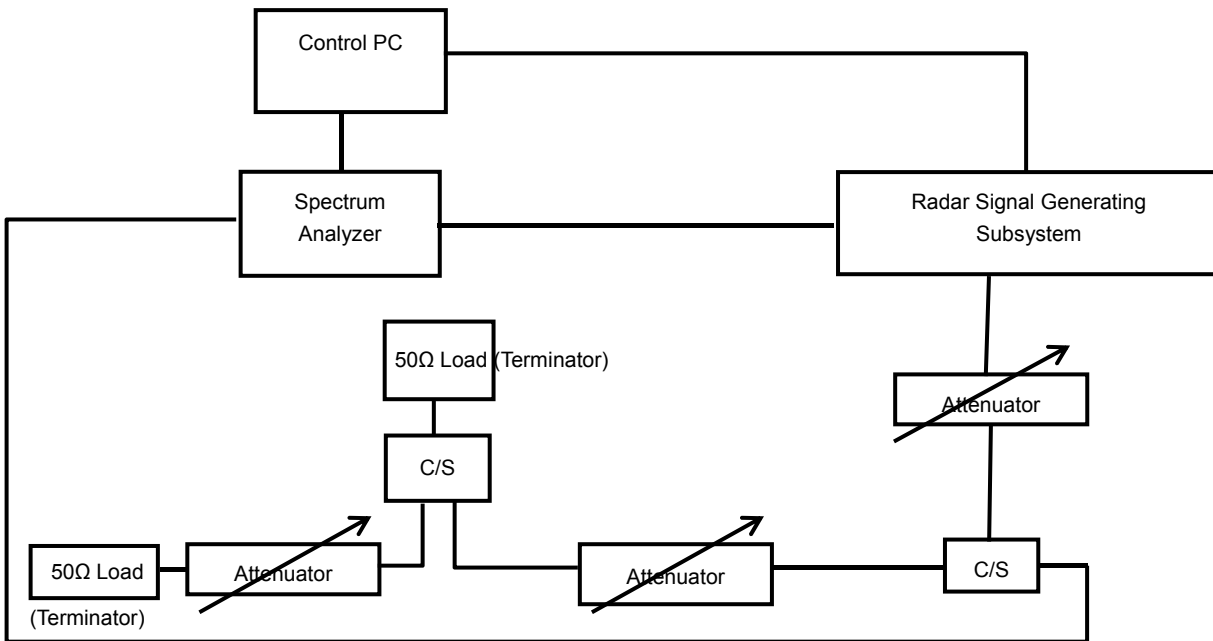 Control PC
Spectrum
Analyzer
Radar Signal Generating
Subsystem
50Ω Load (Terminator)
Attenuator
C/S
50Ω Load
(Terminator)
Attenuator
Attenuator
C/S